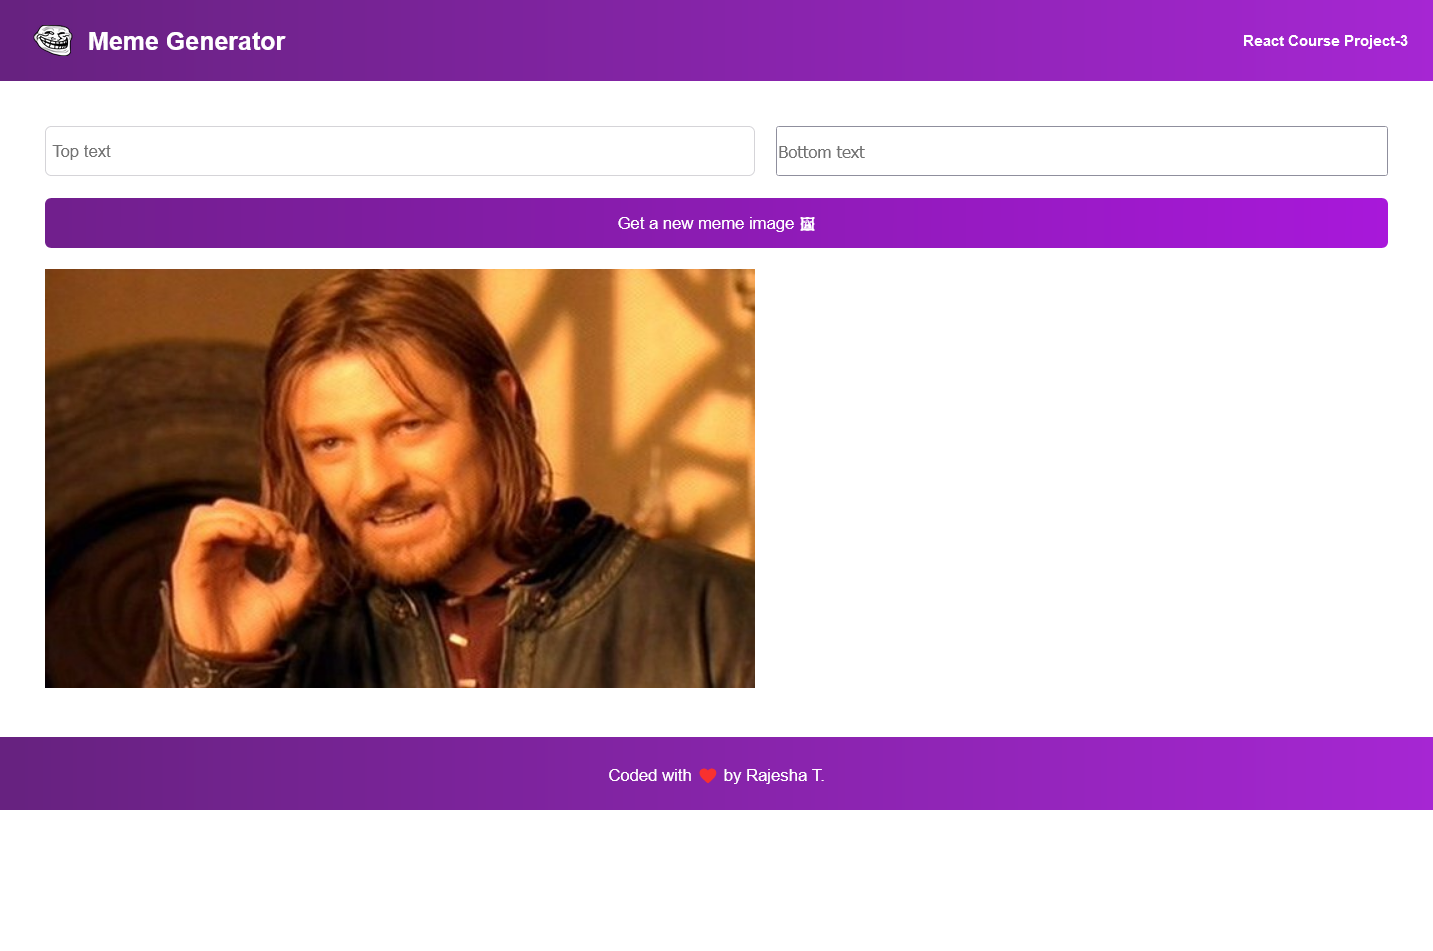 Meme Generator
React Course Project-3
Top text
Bottom text
Get a new meme image 🖼
Coded with ❤️ by Rajesha T.